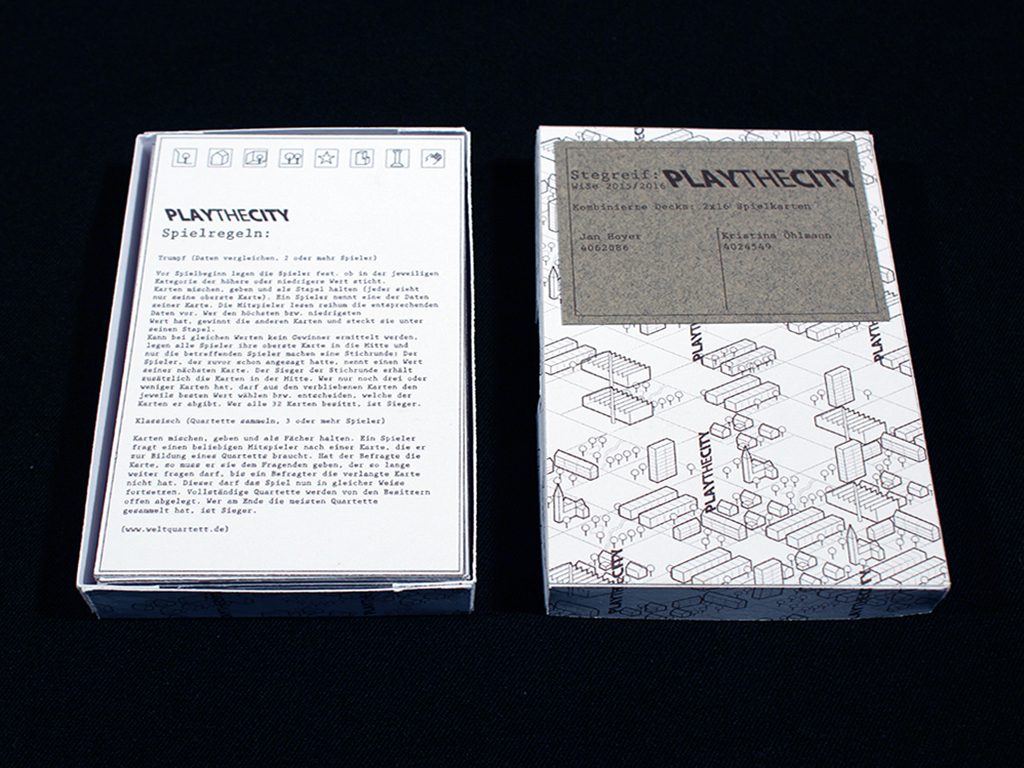 PLAYTHECITY
Spielregeln:
Trumpf (Daten vergleichen, 2 oder mehr Spieler)
Vor Spielbeginn legen die Spieler fest, ob in der jeweiligen
Kategorie der höhere oder niedrigere Wert sticht.
Karten mischen, geben und als Stapel halten (jeder sieht
nur seine oberste Karte). Ein Spieler nennt eine der Daten
seiner Karte. Die Mitspieler lesen reihum die entsprechenden
Daten vor. Wer den höchsten bzw. niedrigsten
Wert hat, gewinnt die anderen Karten und steckt sie unter
seinen Stapel.
Kann bei gleichen Werten kein Gewinner ermittelt werden,
legen alle Spieler ihre oberste Karte in die Mitte und
nur die betreffenden Spieler machen eine Stichrunde: Der
Spieler, der zuvor schon angesagt hatte, nennt einen Wert
seiner nächsten Karte. Der Sieger der Stichrunde erhält
zusätzlich die Karten in der Mitte. Wer nur noch drei oder
weniger Karten hat, darf aus den verbliebenen Karten den
jeweils besten Wert wählen bzw. entscheiden, welche der
Karten er abgibt. Wer alle 32 Karten besitzt, ist Sieger.
Klassisch (Quartette sammeln, 3 oder mehr Spieler)
Karten mischen, geben und als Fächer halten. Ein Spieler
fragt einen beliebigen Mitspieler nach einer Karte, die er
zur Bildung eines Quartetts braucht. Hat der Befragte die
Karte, so muss er sie dem Fragenden geben, der so lange
weiter fragen darf, bis ein Befragter die verlangte Karte
nicht hat. Dieser darf das Spiel nun in gleicher Weise
fortsetzen. Vollständige Quartette werden von den Besitzern
offen abgelegt. Wer am Ende die meisten Quartette
gesammelt hat, ist Sieger.
(www.weltquartett.de)
Stegreif: PLAYTHECITY
WiSe 2015/2016
Kombinierte Decks: 2x16 Spielkarten
Jan Hoyer
4062086
Kristina Öhlmann
4024549
PLAYTHECITY